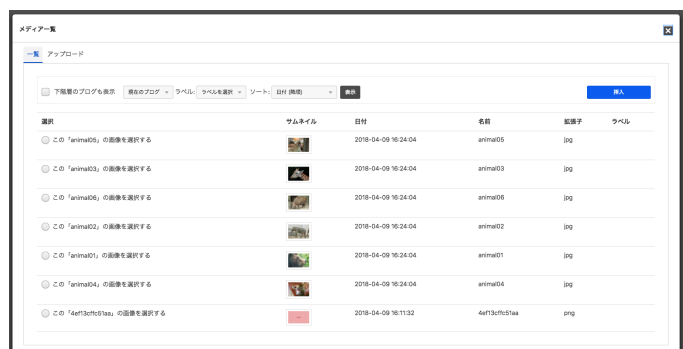 メディア一覧
一覧 アップロード
下階層のブログも表示 現在のブログ ラベル: ラベルを選択 ソート: 日付 (降順) 表示 挿入
選択 サムネイル 日付 名前 拡張子 ラベル
この「animal05」の画像を選択する 2018-04-09 16:24:04 animal05 jpg
この「animal03」の画像を選択する 2018-04-09 16:24:04 animal03 jpg
この「animal06」の画像を選択する 2018-04-09 16:24:04 animal06 jpg
この「animal02」の画像を選択する 2018-04-09 16:24:04 animal02 jpg
この「animal01」の画像を選択する 2018-04-09 16:24:04 animal01 jpg
この「animal04」の画像を選択する 2018-04-09 16:24:04 animal04 jpg
この「4ef13cffc51aa」の画像を選択する 2018-04-09 16:11:32 4ef13cffc51aa png